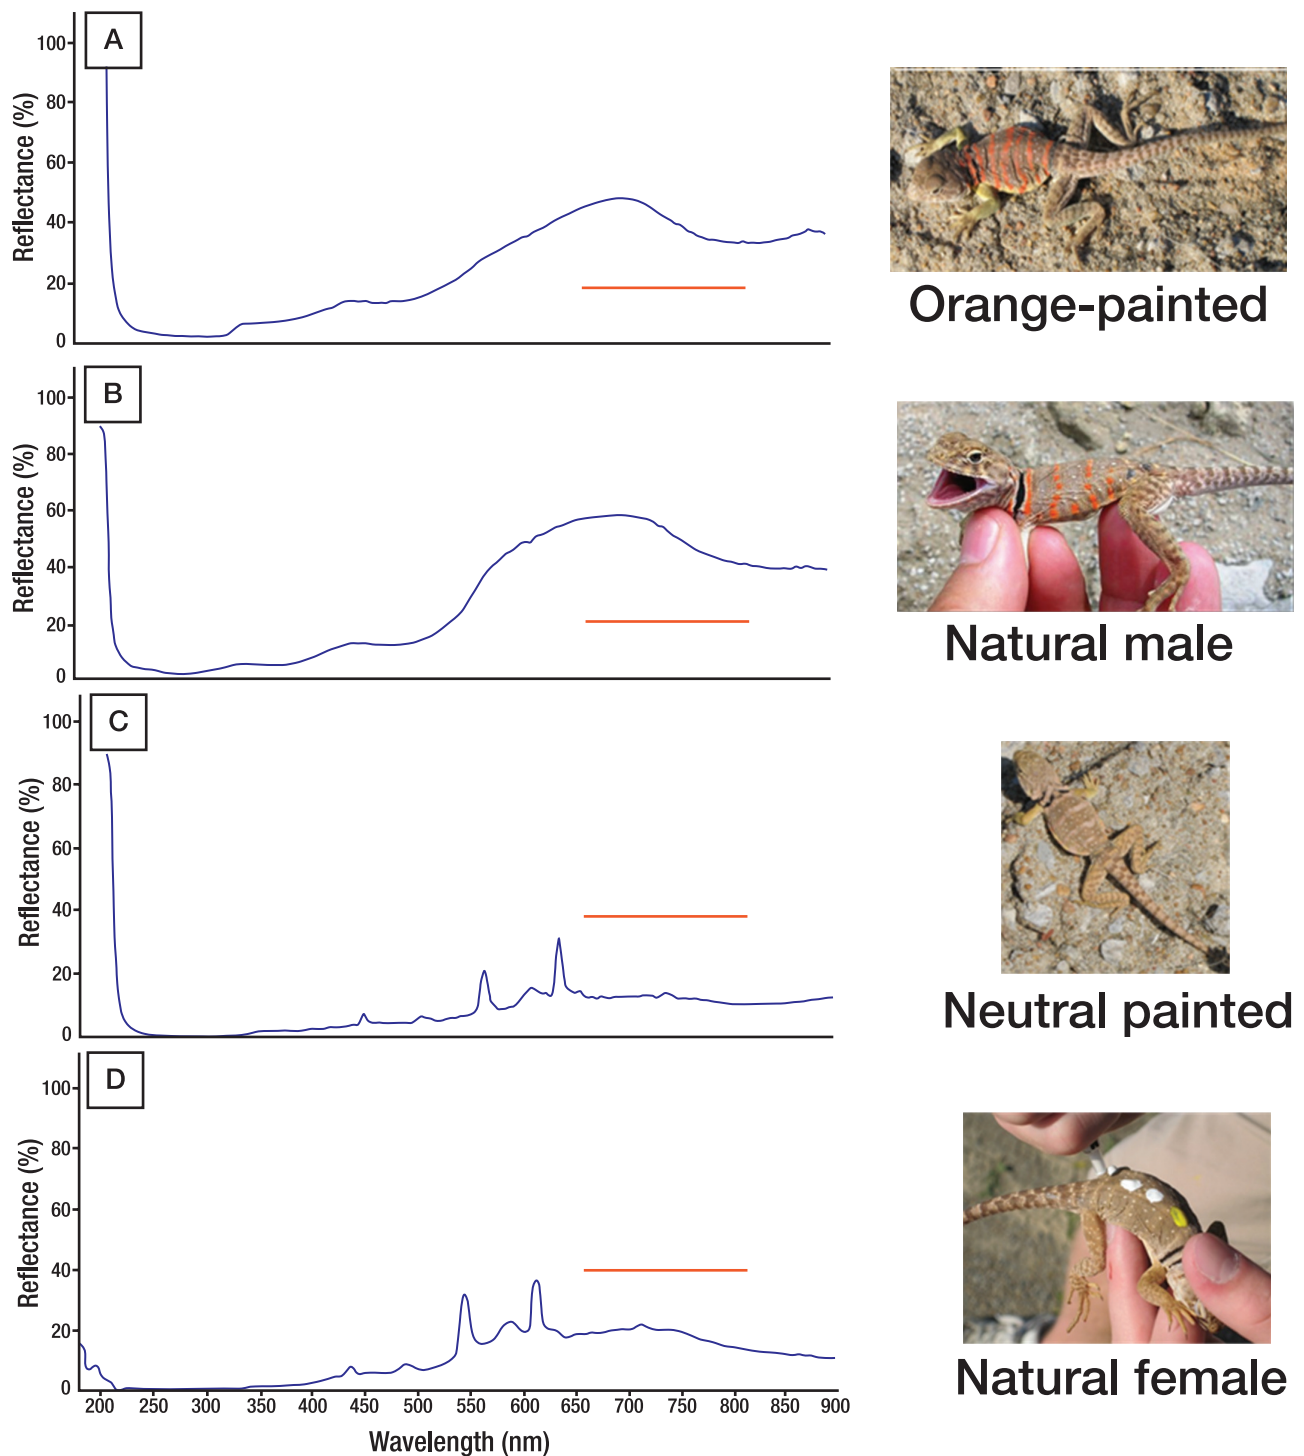 A
100
80
60
40
20
0
Reflectance (%)
Orange-painted
B
100
80
60
40
20
0
Reflectance (%)
Natural male
C
100
80
60
40
20
0
Reflectance (%)
Neutral painted
D
100
80
60
40
20
0
Reflectance (%)
Natural female
200 250 300 350 400 450 500 550 600 650 700 750 800 850 900
Wavelength (nm)